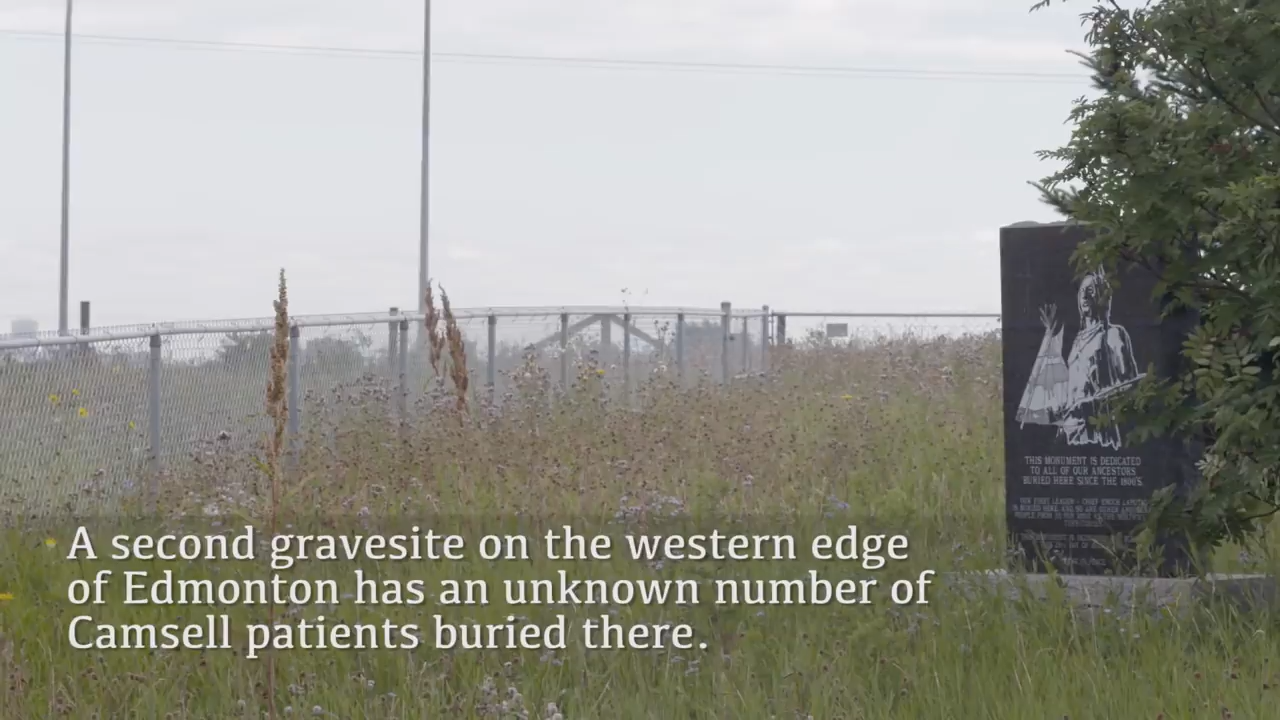 THIS MONUMENT IS DEDICATED
TO ALL OF OUR ANCESTORS
BURIED HERE SINCE THE 1800'S.
A second gravesite on the western edge
of Edmonton has an unknown number of
Camsell patients buried there.